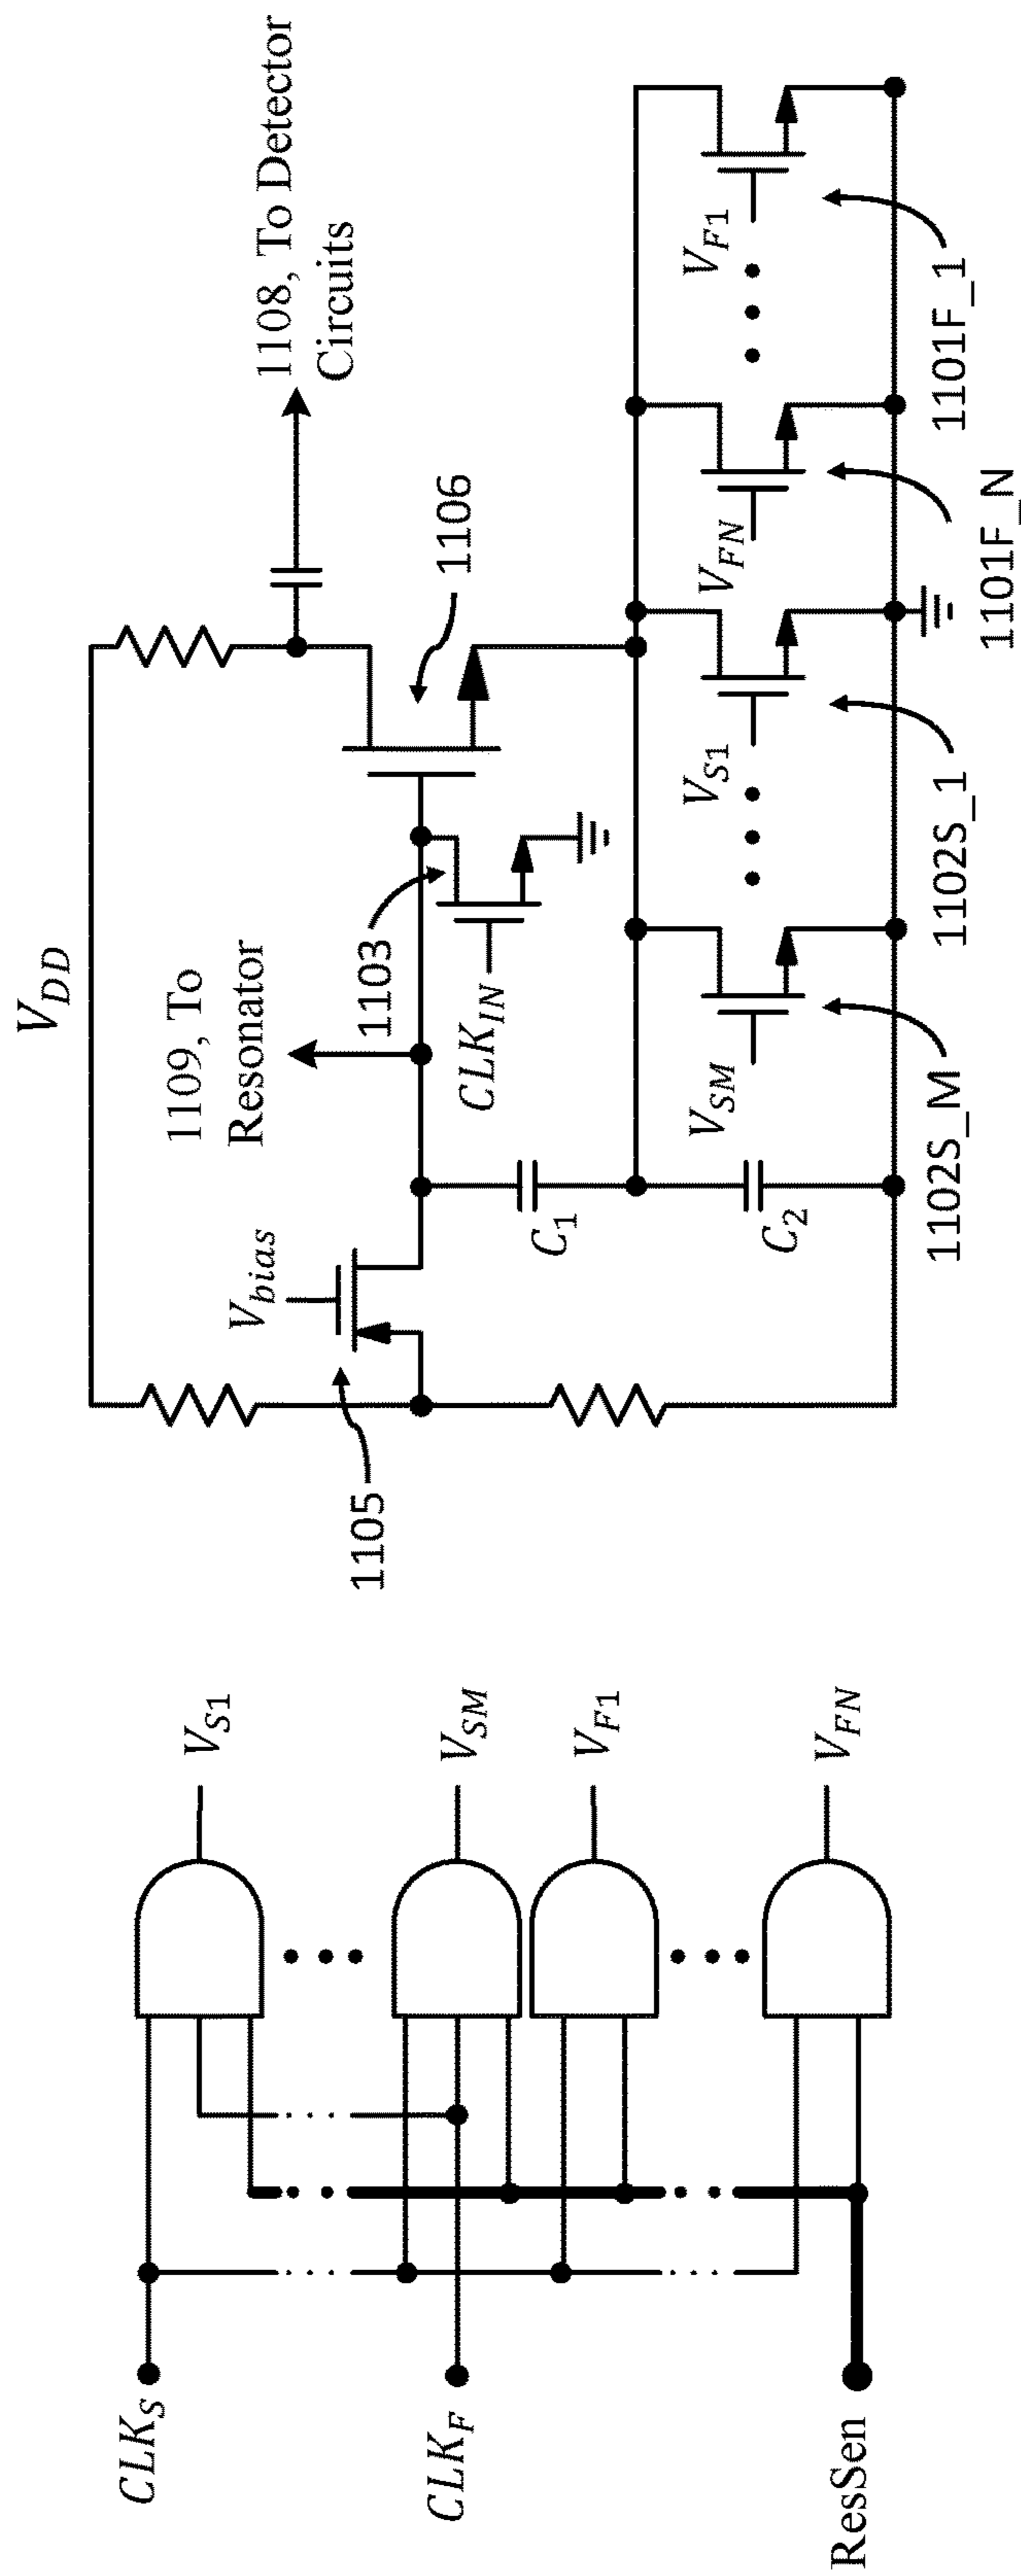 CLK_S
CLK_F
ResSen
V_S1
V_SM
V_F1
V_FN
V_DD
1109, To
Resonator
1108, To Detector
Circuits
V_bias
1105
1103
CLK_IN
1106
C_1
C_2
V_SM
V_S1
V_FN
V_F1
1102S_M
1102S_1
1101F_N
1101F_1